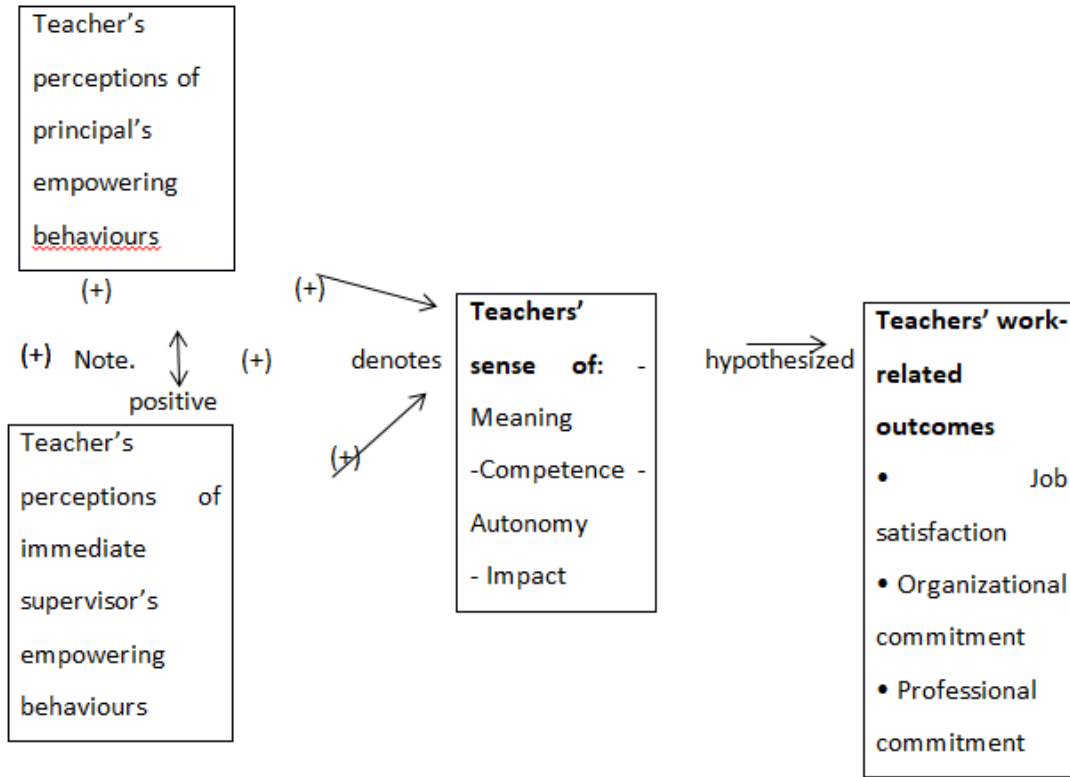 Teacher's
perceptions of
principal's
empowering
behaviours
(+)
(+)
(+) Note.
(+)
denotes
positive
Teacher's
perceptions of
immediate
supervisor's
empowering
behaviours
(+)
Teachers'
sense of: -
Meaning
-Competence -
Autonomy
- Impact
hypothesized
Teachers' work-
related
outcomes
• Job
satisfaction
• Organizational
commitment
• Professional
commitment